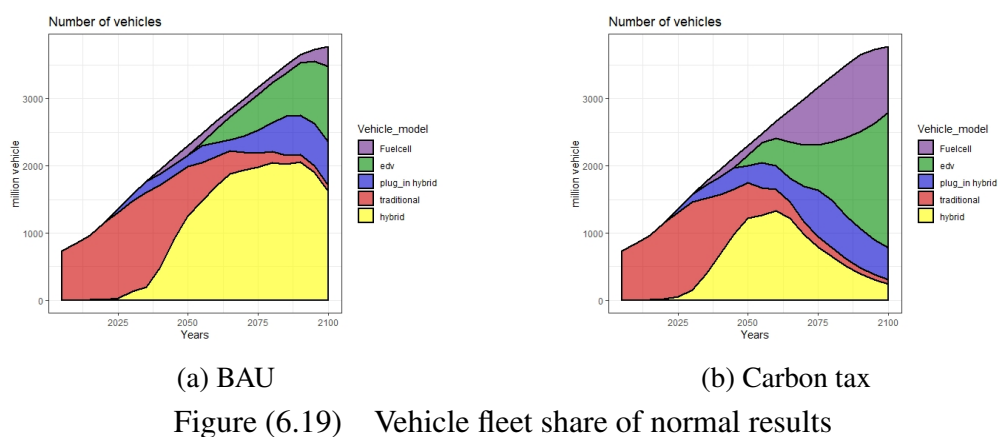 Number of vehicles
3000
2000
1000
0
million vehicle
2025
2050
2075
2100
Years
Vehicle_model
Fuelcell
edv
plug_in hybrid
traditional
hybrid
(a) BAU
Number of vehicles
3000
2000
1000
0
million vehicle
2025
2050
2075
2100
Years
Vehicle_model
Fuelcell
edv
plug_in hybrid
traditional
hybrid
(b) Carbon tax
Figure (6.19) Vehicle fleet share of normal results